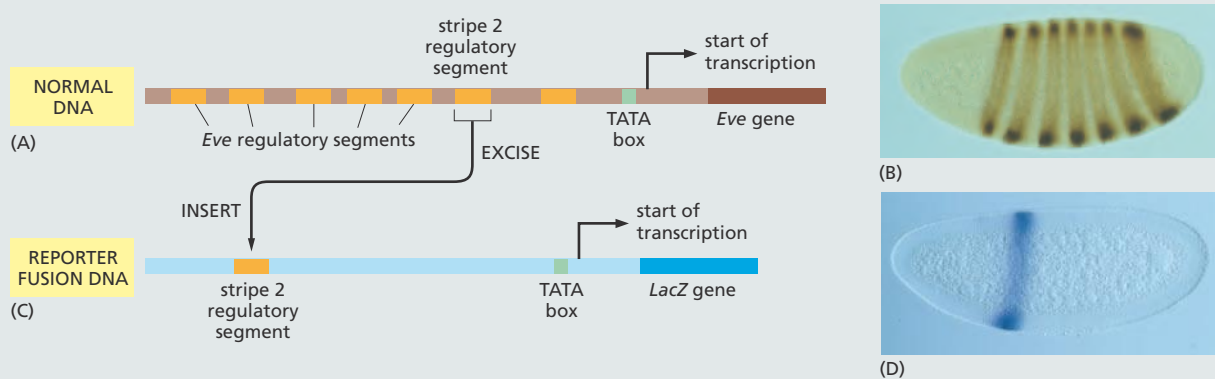 stripe 2
regulatory
segment
start of
transcription
NORMAL
DNA
Eve regulatory segments
TATA
box
Eve gene
(A)
EXCISE
(B)
INSERT
start of
transcription
REPORTER
FUSION DNA
stripe 2
regulatory
segment
TATA
box
LacZ gene
(C)
(D)